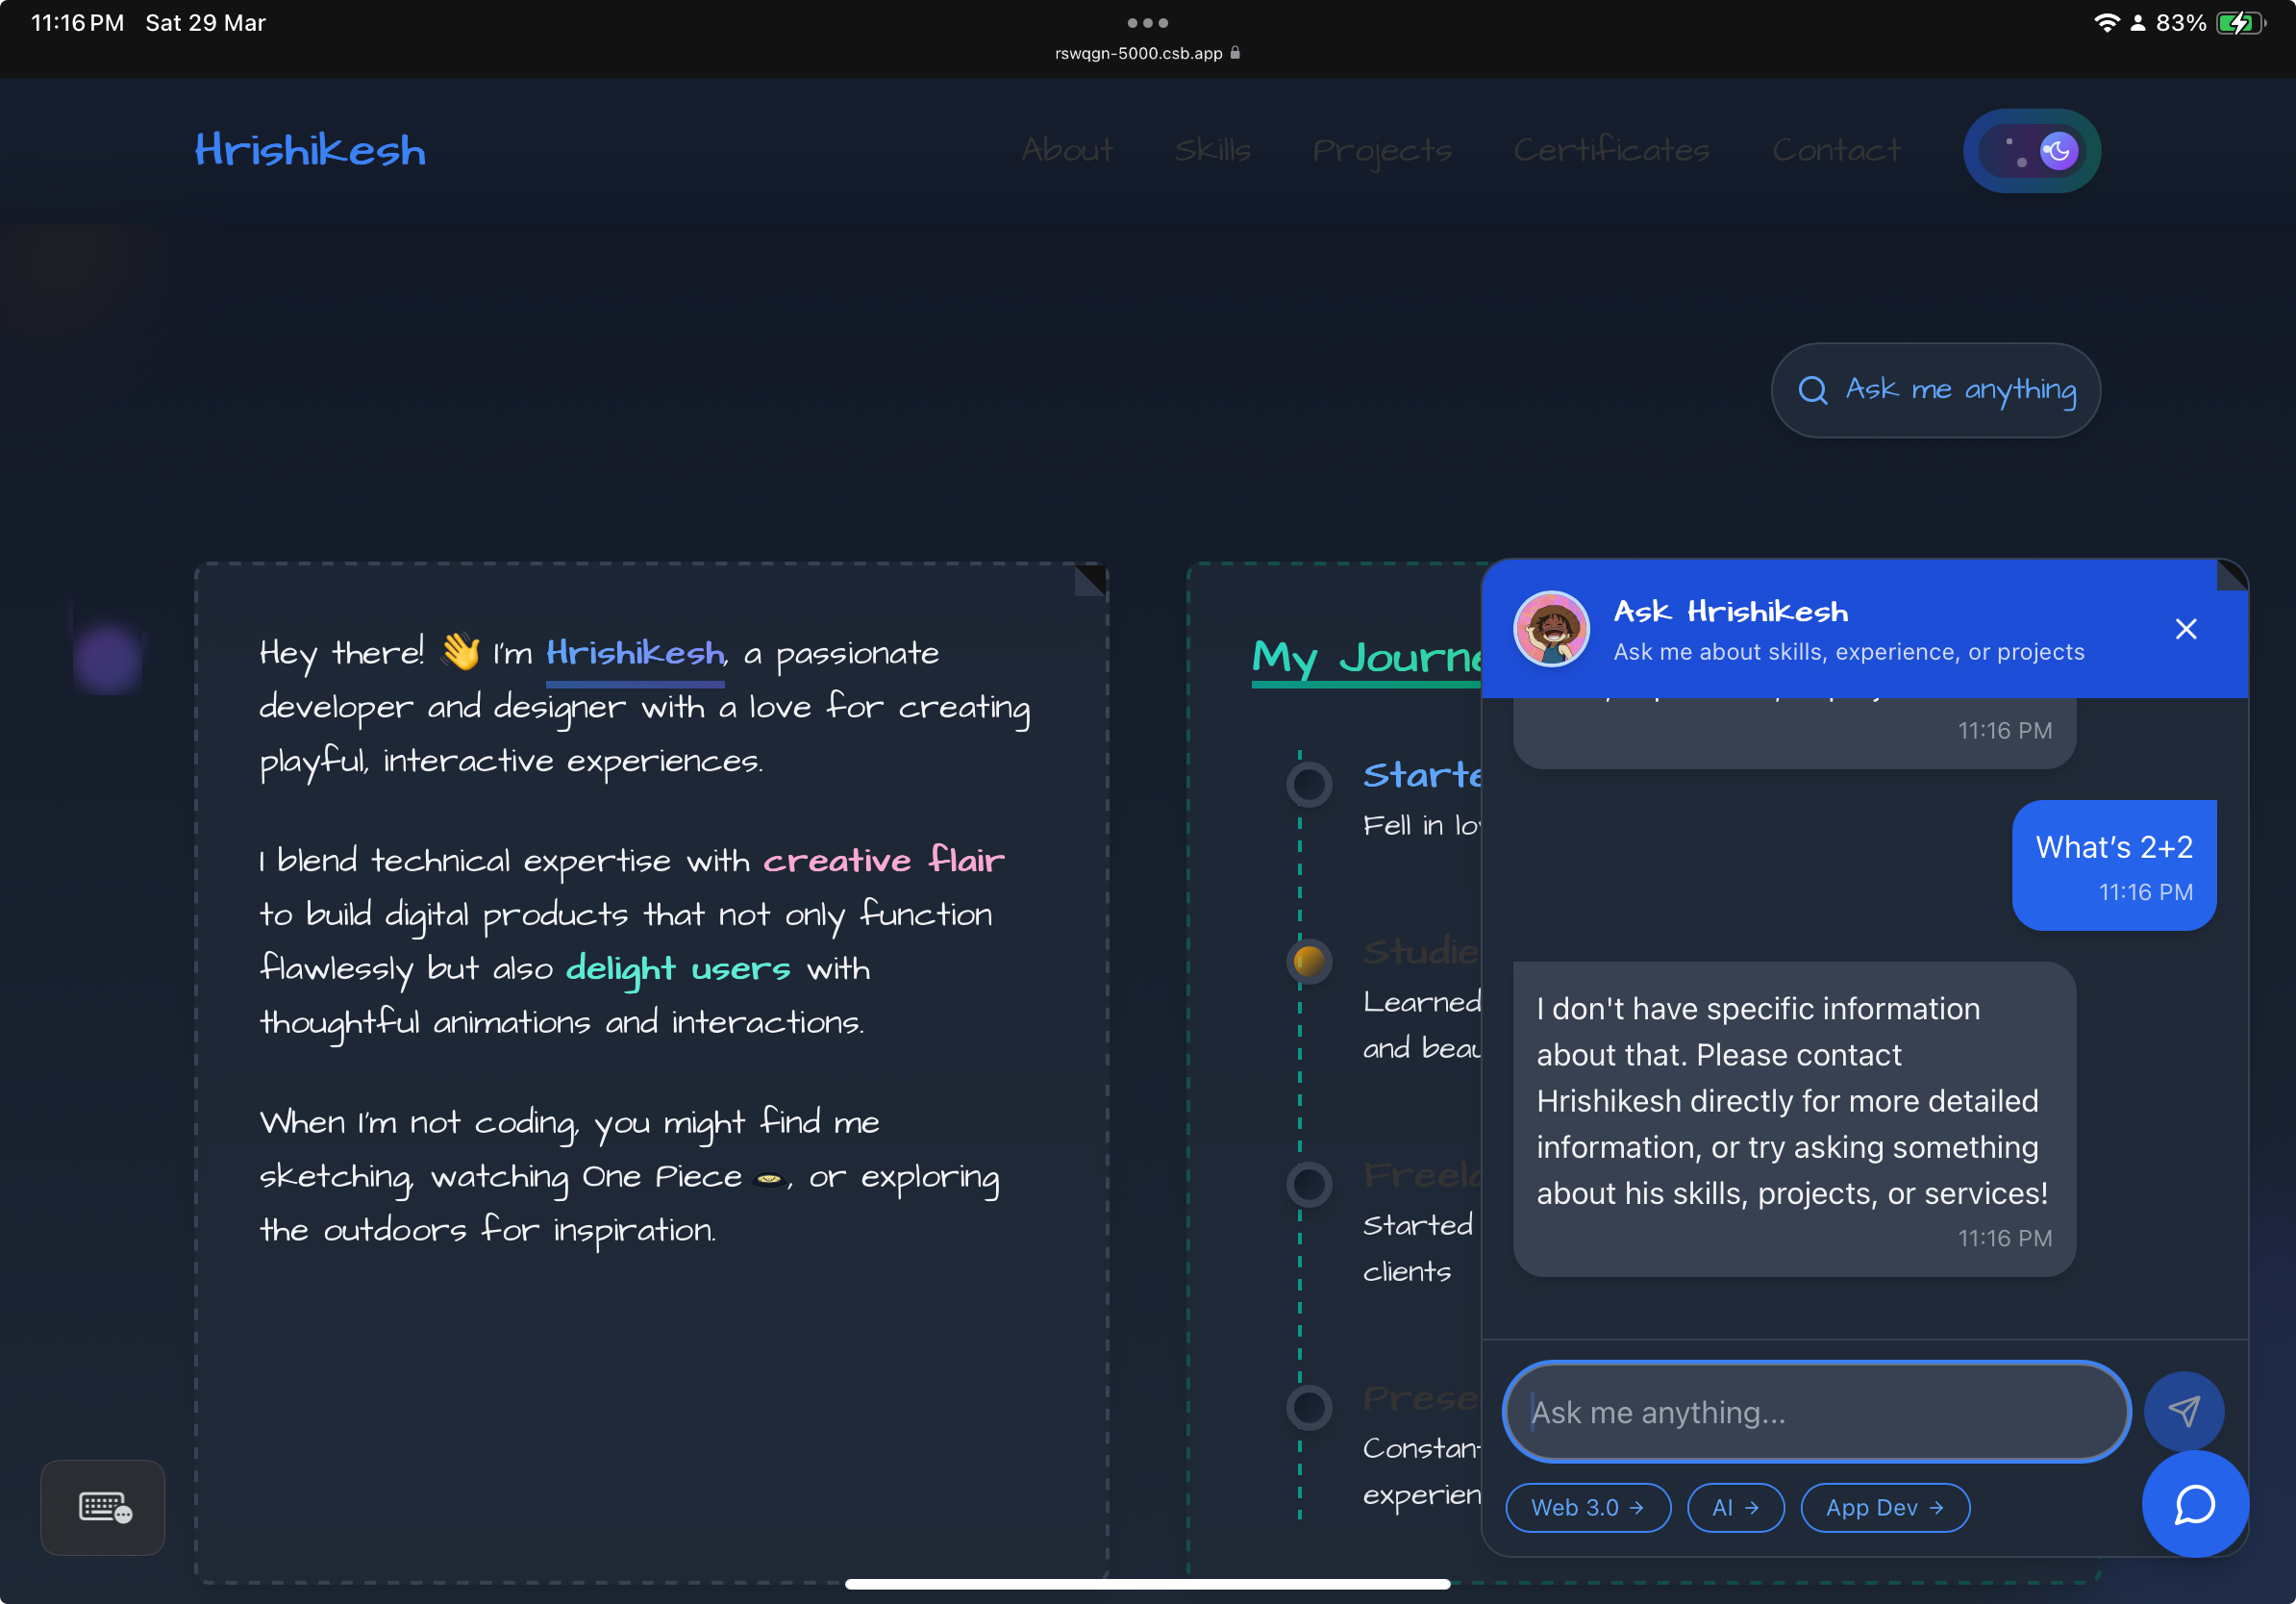 11:16 PM Sat 29 Mar
83%
rswqgn-5000.csb.app
Hrishikesh
About Skills Projects Certificates Contact
Ask me anything
Hey there! 👋 I'm Hrishikesh, a passionate
developer and designer with a love for creating
playful, interactive experiences.
I blend technical expertise with creative flair
to build digital products that not only function
flawlessly but also delight users with
thoughtful animations and interactions.
When I'm not coding, you might find me
sketching, watching One Piece , or exploring
the outdoors for inspiration.
My Journe
Starte
Fell in lo
Studie
Learned
and beau
Freela
Started
clients
Prese
Constant
experien
Ask Hrishikesh
Ask me about skills, experience, or projects
11:16 PM
What's 2+2
11:16 PM
I don't have specific information
about that. Please contact
Hrishikesh directly for more detailed
information, or try asking something
about his skills, projects, or services!
11:16 PM
Ask me anything...
Web 3.0 →
AI →
App Dev →